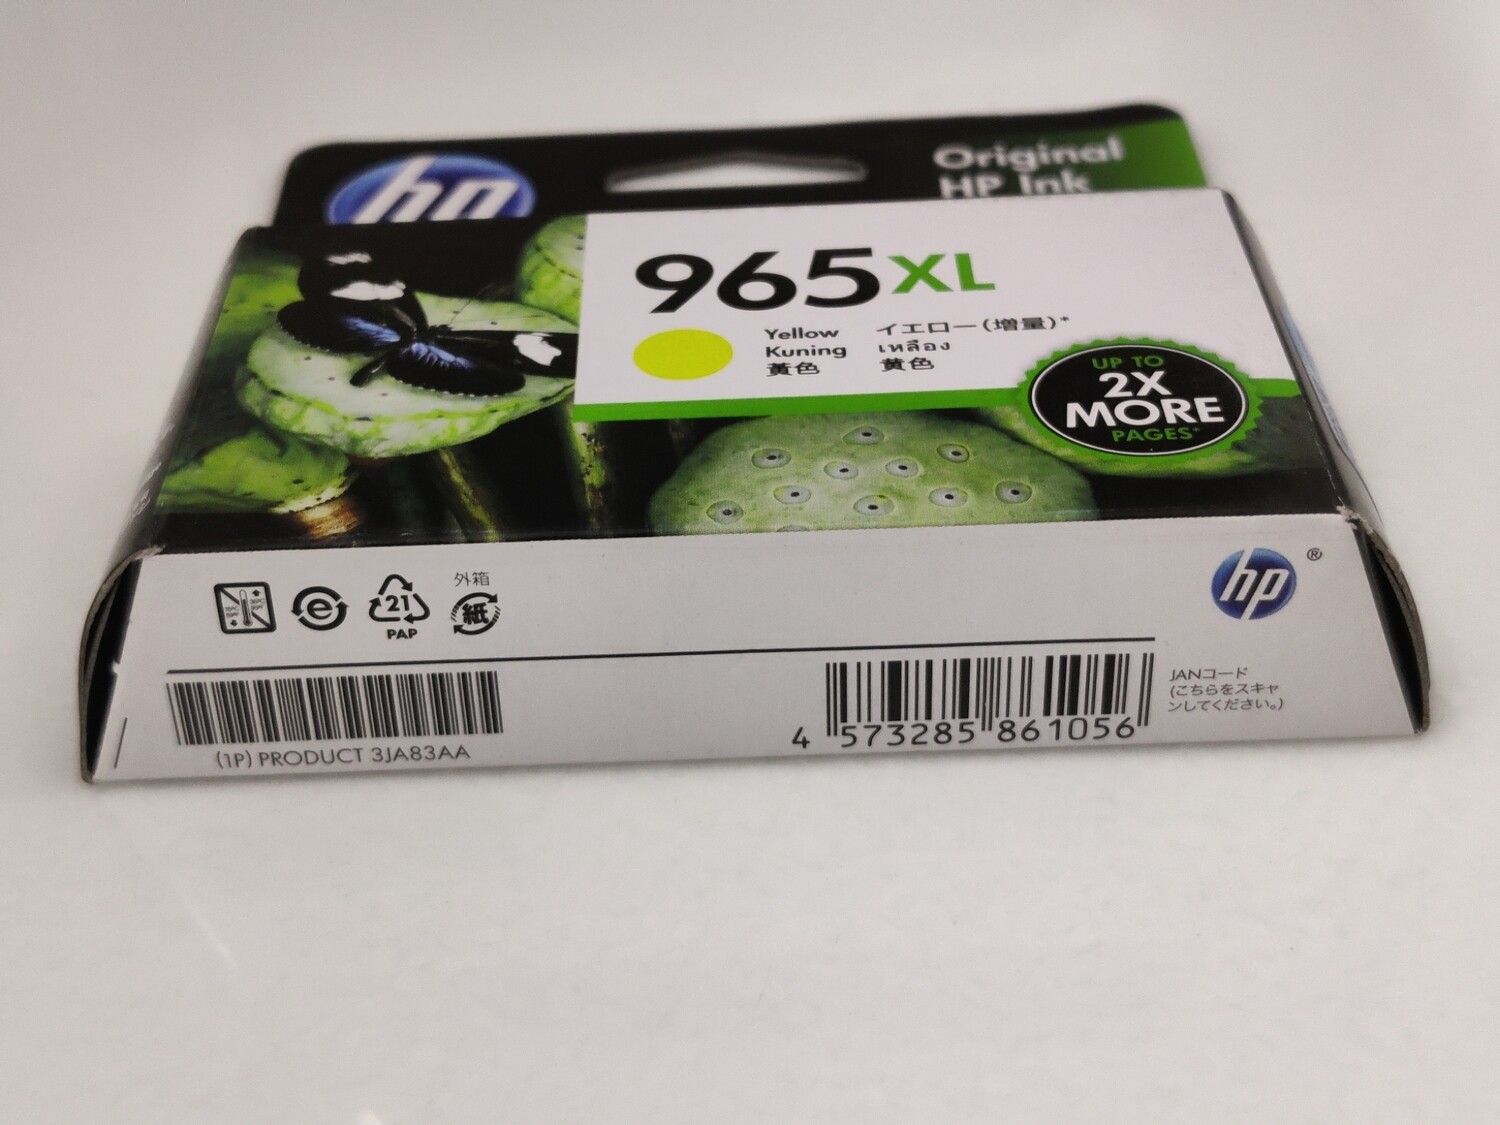 hp
Original
HP Ink
965XL
Yellow イエロー(増量)*
Kuning เหลือง
黃色 黄色
UP TO
2X
MORE
PAGES*
hp ®
外箱
e 21 紙
PAP
JANコード
(こちらをスキャ
ンしてください。)
(1P) PRODUCT 3JA83AA
4 573285 861056